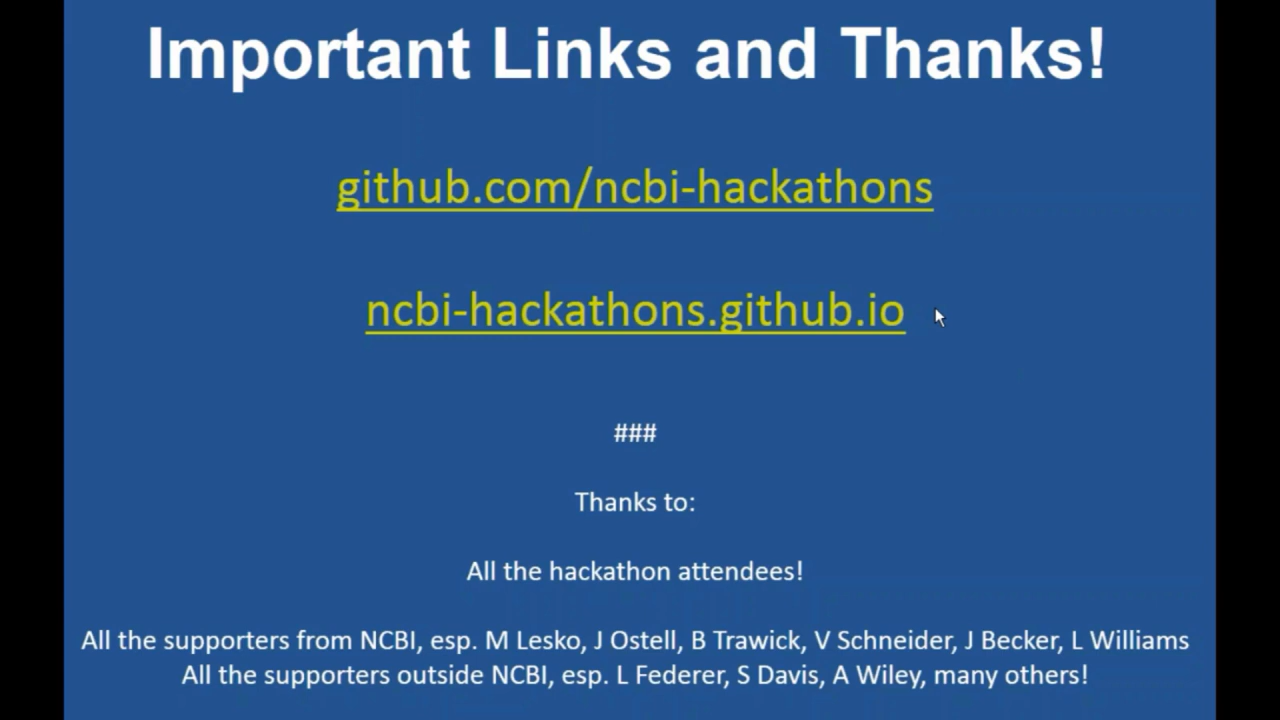 Important Links and Thanks!
github.com/ncbi-hackathons
ncbi-hackathons.github.io
###
Thanks to:
All the hackathon attendees!
All the supporters from NCBI, esp. M Lesko, J Ostell, B Trawick, V Schneider, J Becker, L Williams
All the supporters outside NCBI, esp. L Federer, S Davis, A Wiley, many others!